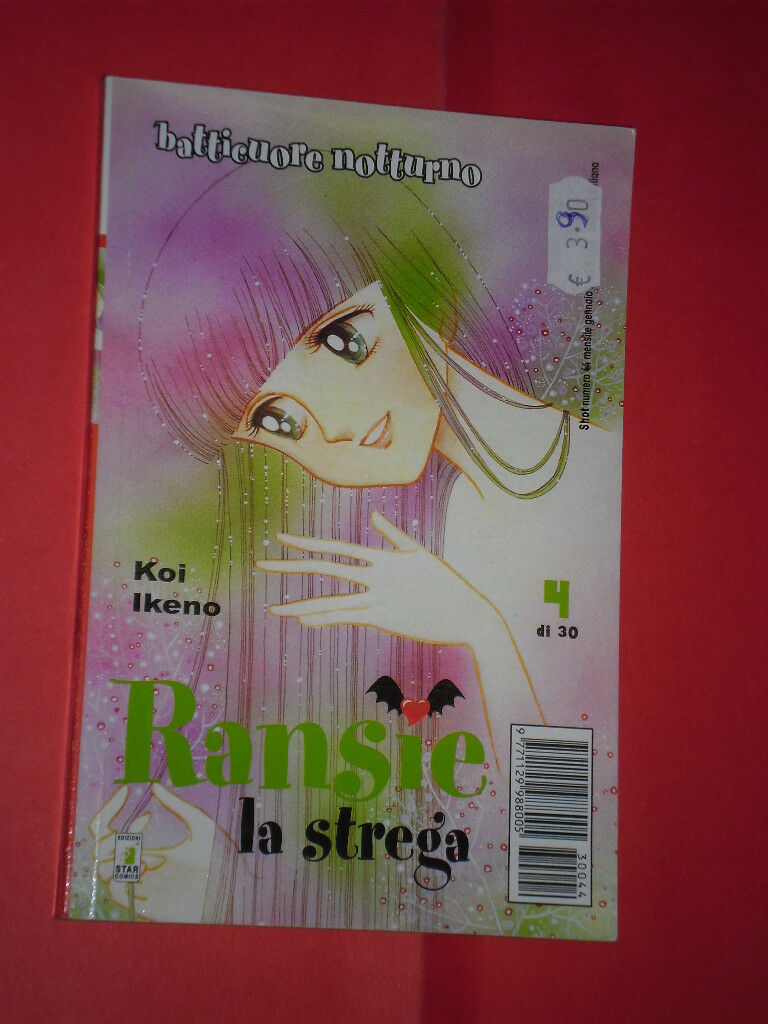 batticuore notturno
€ 3.90
Shot numero 44 mensile gennaio
Koi
Ikeno
4
di 30
Ransie
la strega
EDIZIONI
STAR
COMICS
9 771129 988005
30044